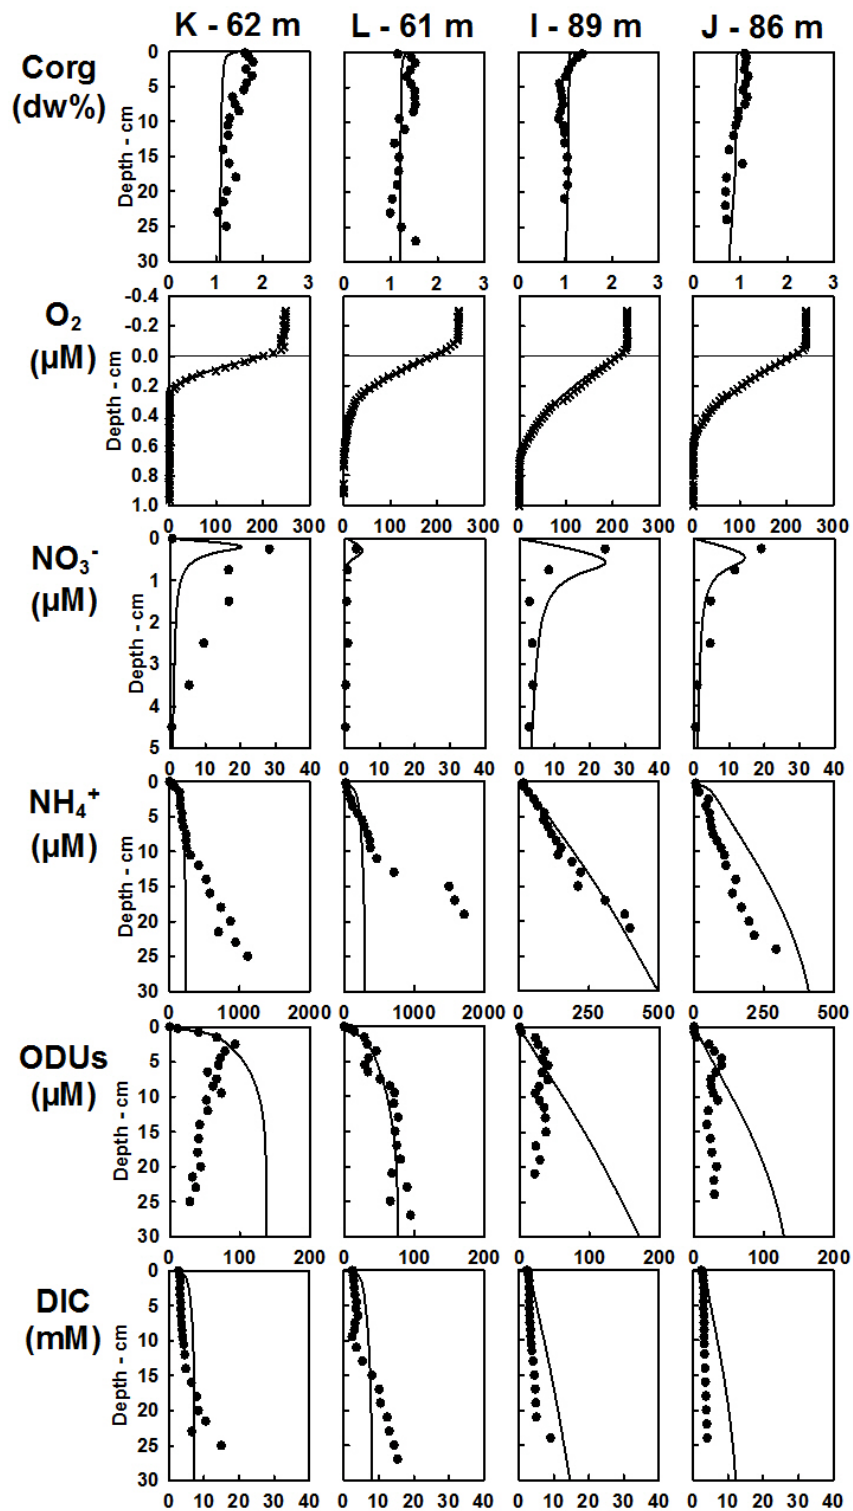 K - 62 m L - 61 m I - 89 m J - 86 m
Corg
(dw%)
Depth - cm
0
5
10
15
20
25
30
0 1 2 3 0 1 2 3 0 1 2 3 0 1 2 3
O₂
(µM)
Depth - cm
-0.4
-0.2
0.0
0.2
0.4
0.6
0.8
1.0
0 100 200 300 0 100 200 300 0 100 200 300 0 100 200 300
NO₃⁻
(µM)
Depth - cm
0
1
2
3
4
5
0 10 20 30 40 0 10 20 30 40 0 10 20 30 40 0 10 20 30 40
NH₄⁺
(µM)
Depth - cm
0
5
10
15
20
25
30
0 1000 2000 0 1000 2000 0 250 500 0 250 500
ODUs
(µM)
Depth - cm
0
5
10
15
20
25
30
0 100 200 0 100 200 0 100 200 0 100 200
DIC
(mM)
Depth - cm
0
5
10
15
20
25
30
0 10 20 30 40 0 10 20 30 40 0 10 20 30 40 0 10 20 30 40